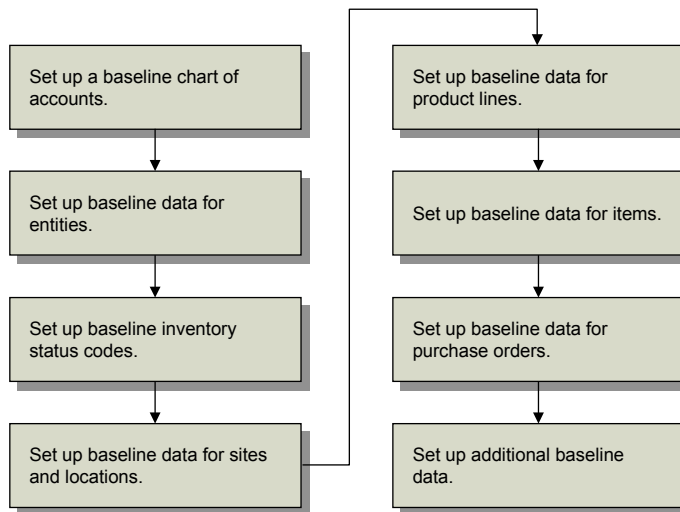 Set up a baseline chart of
accounts.
Set up baseline data for
entities.
Set up baseline inventory
status codes.
Set up baseline data for sites
and locations.
Set up baseline data for
product lines.
Set up baseline data for items.
Set up baseline data for
purchase orders.
Set up additional baseline
data.